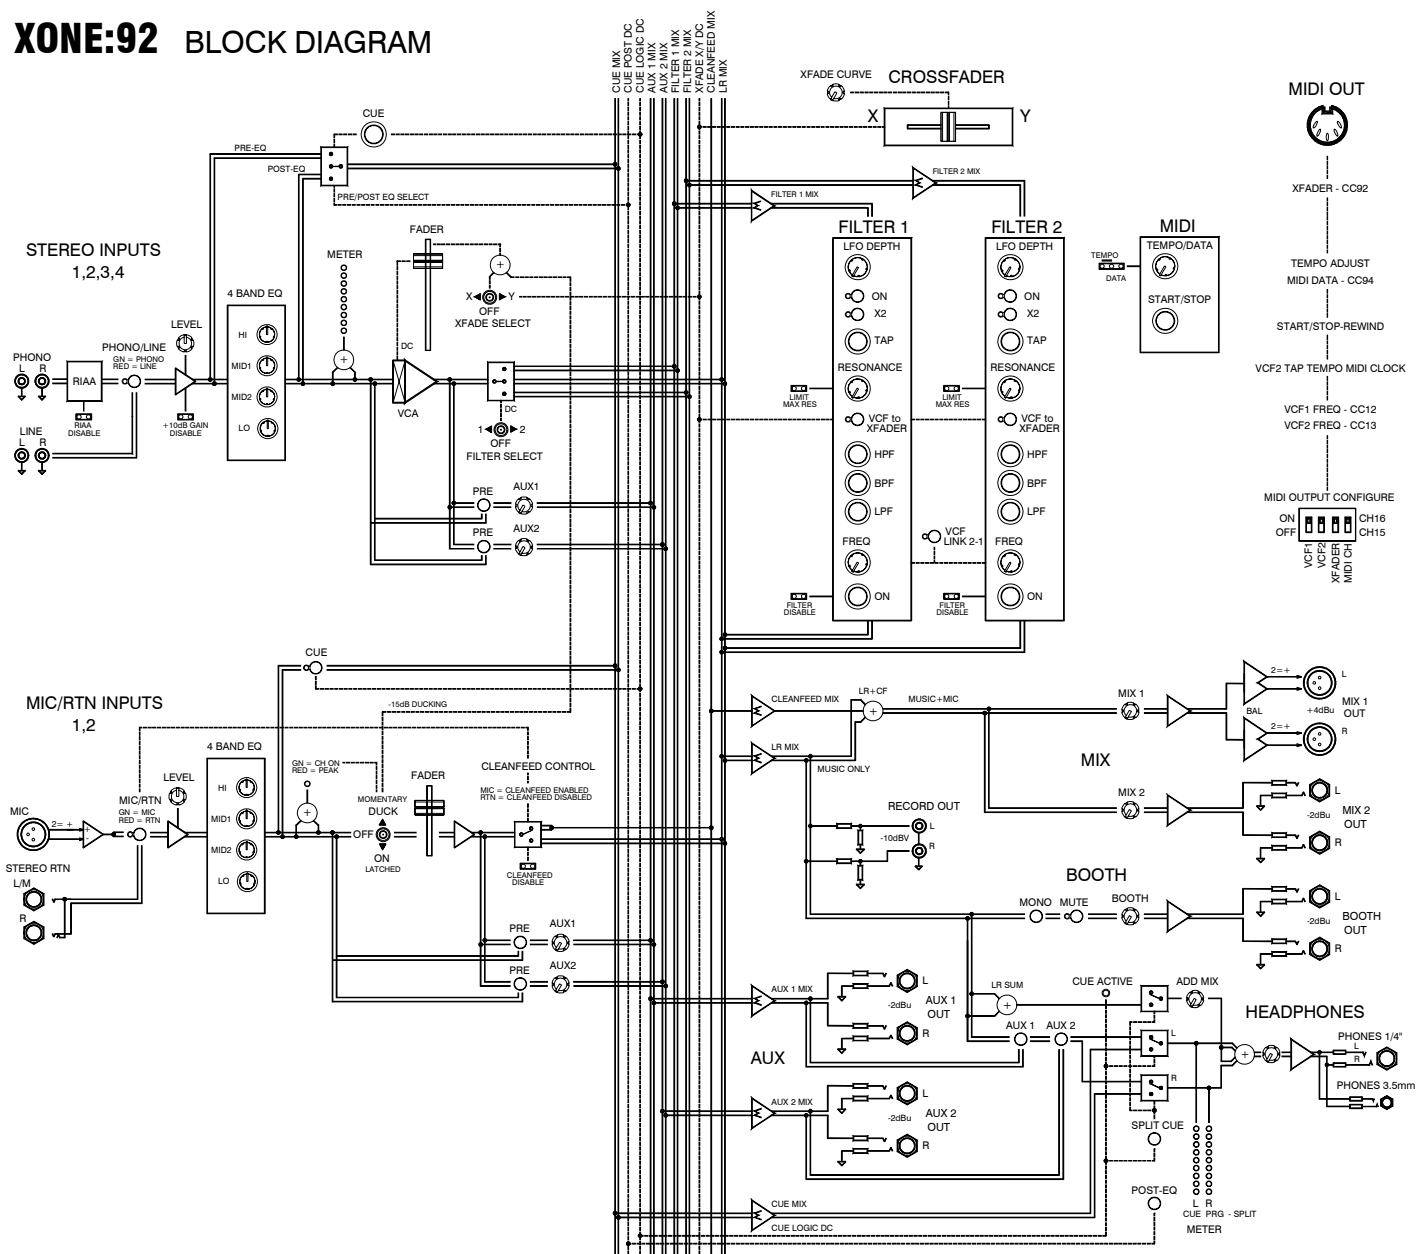 XONE:92 BLOCK DIAGRAM
CUE MIX
CUE POST DC
CUE LOGIC DC
AUX 1 MIX
AUX 2 MIX
FILTER 1 MIX
FILTER 2 MIX
XFADE X/Y DC
CLEANFEED MIX
LR MIX
XFADE CURVE
CROSSFADER
X
Y
MIDI OUT
XFADER - CC92
TEMPO ADJUST
MIDI DATA - CC94
START/STOP-REWIND
VCF2 TAP TEMPO MIDI CLOCK
VCF1 FREQ - CC12
VCF2 FREQ - CC13
MIDI OUTPUT CONFIGURE
ON
OFF
CH16
CH15
VCF1
VCF2
XFADER
MIDI CH
CUE
PRE-EQ
POST-EQ
PRE/POST EQ SELECT
STEREO INPUTS
1,2,3,4
PHONO
L R
RIAA
RIAA
DISABLE
LINE
L R
PHONO/LINE
GN = PHONO
RED = LINE
LEVEL
+10dB GAIN
DISABLE
4 BAND EQ
HI
MID1
MID2
LO
METER
+
FADER
DC
VCA
+
X Y
OFF
XFADE SELECT
DC
1 2
OFF
FILTER SELECT
PRE
AUX1
PRE
AUX2
FILTER 1 MIX
FILTER 2 MIX
FILTER 1
LFO DEPTH
ON
X2
TAP
RESONANCE
LIMIT
MAX RES
VCF to
XFADER
HPF
BPF
LPF
FREQ
ON
FILTER
DISABLE
VCF
LINK 2-1
FILTER 2
LFO DEPTH
ON
X2
TAP
RESONANCE
LIMIT
MAX RES
VCF to
XFADER
HPF
BPF
LPF
FREQ
ON
FILTER
DISABLE
MIDI
TEMPO/DATA
START/STOP
TEMPO
DATA
CUE
MIC/RTN INPUTS
1,2
MIC
2= +
+
-
STEREO RTN
L/M
R
MIC/RTN
GN = MIC
RED = RTN
LEVEL
4 BAND EQ
HI
MID1
MID2
LO
GN = CH ON
RED = PEAK
+
-15dB DUCKING
MOMENTARY
DUCK
OFF
ON
LATCHED
FADER
CLEANFEED CONTROL
MIC = CLEANFEED ENABLED
RTN = CLEANFEED DISABLED
CLEANFEED
DISABLE
PRE
AUX1
PRE
AUX2
CLEANFEED MIX
LR+CF
+
MUSIC+MIC
LR MIX
MUSIC ONLY
MIX 1
2=+
L
BAL
+4dBu
MIX 1
OUT
2=+
R
MIX
MIX 2
L
-2dBu
MIX 2
OUT
R
RECORD OUT
L
-10dBV
R
BOOTH
MONO
MUTE
BOOTH
L
-2dBu
BOOTH
OUT
R
AUX 1 MIX
L
-2dBu
AUX 1
OUT
R
AUX
AUX 2 MIX
L
-2dBu
AUX 2
OUT
R
LR SUM
+
AUX 1
AUX 2
CUE ACTIVE
ADD MIX
L
R
+
HEADPHONES
PHONES 1/4"
L
R
PHONES 3.5mm
SPLIT CUE
POST-EQ
L R
CUE PRG - SPLIT
METER
CUE MIX
CUE LOGIC DC